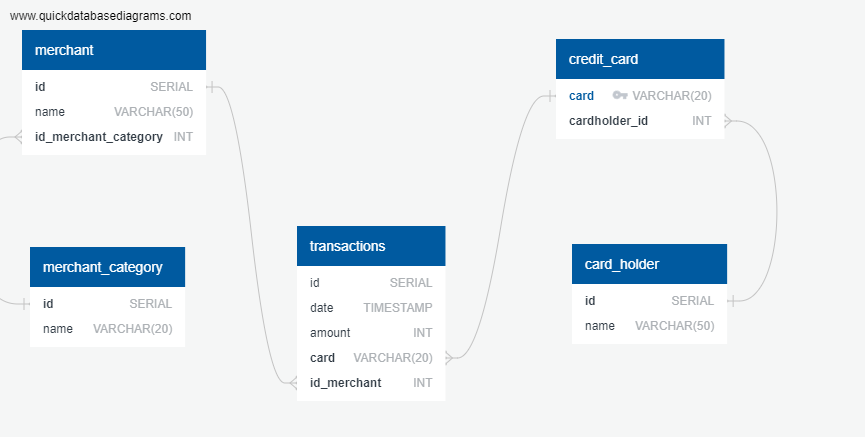 www.quickdatabasediagrams.com
merchant
id SERIAL
name VARCHAR(50)
id_merchant_category INT
credit_card
card VARCHAR(20)
cardholder_id INT
merchant_category
id SERIAL
name VARCHAR(20)
transactions
id SERIAL
date TIMESTAMP
amount INT
card VARCHAR(20)
id_merchant INT
card_holder
id SERIAL
name VARCHAR(50)